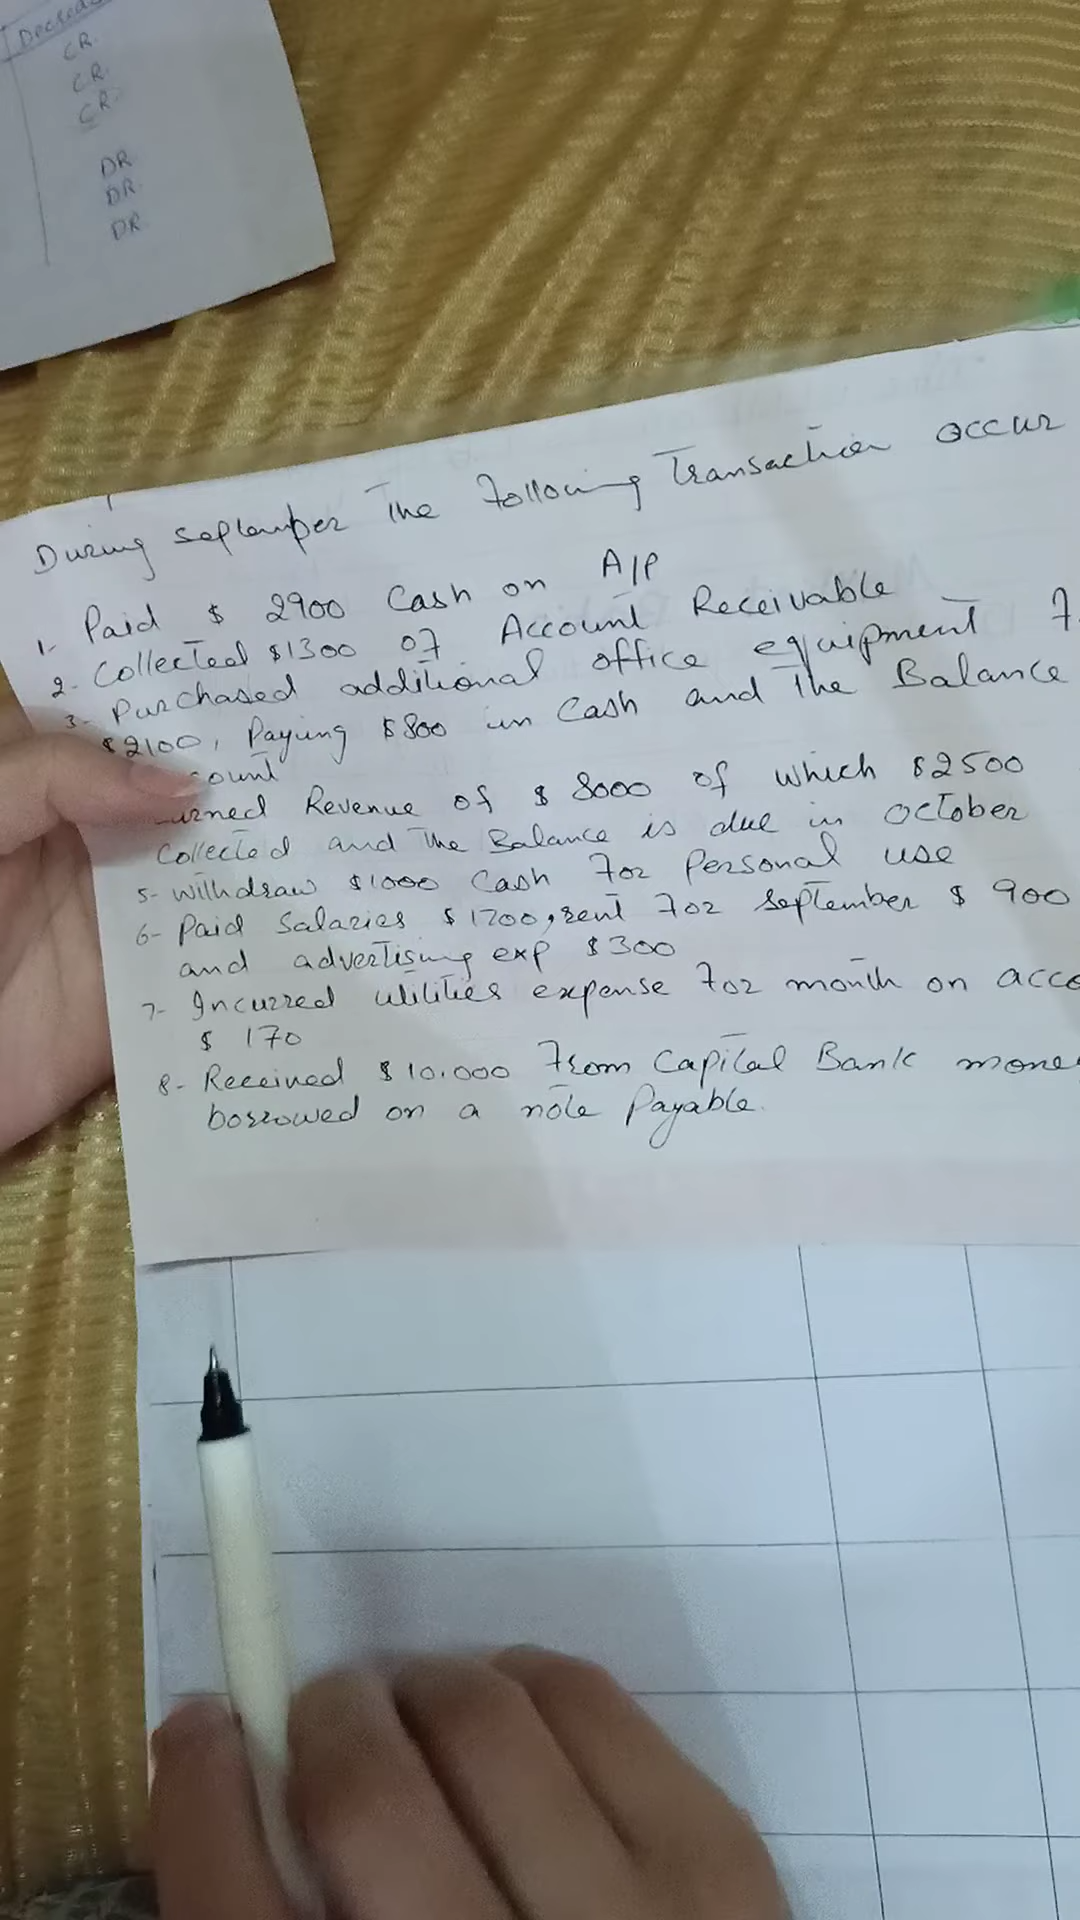 CR.
CR.
CR.
DR
DR.
DR.
During september The Following Transaction occur
1- Paid $ 2900 Cash on A/P
2- Collected $1300 of Account Receivable
3- Purchased additional office equipment
$2100, Paying $800 in Cash and The Balance
Revenue of $ 8000 of which $2500
Collected and The Balance is due in October
5- withdraw $1000 Cash For Personal use
6- Paid Salaries $1700, rent For September $ 900
and advertising exp $300
7- Incurred utilities expense For month on
$ 170
8- Received $10.000 From Capital Bank
borrowed on a note Payable.